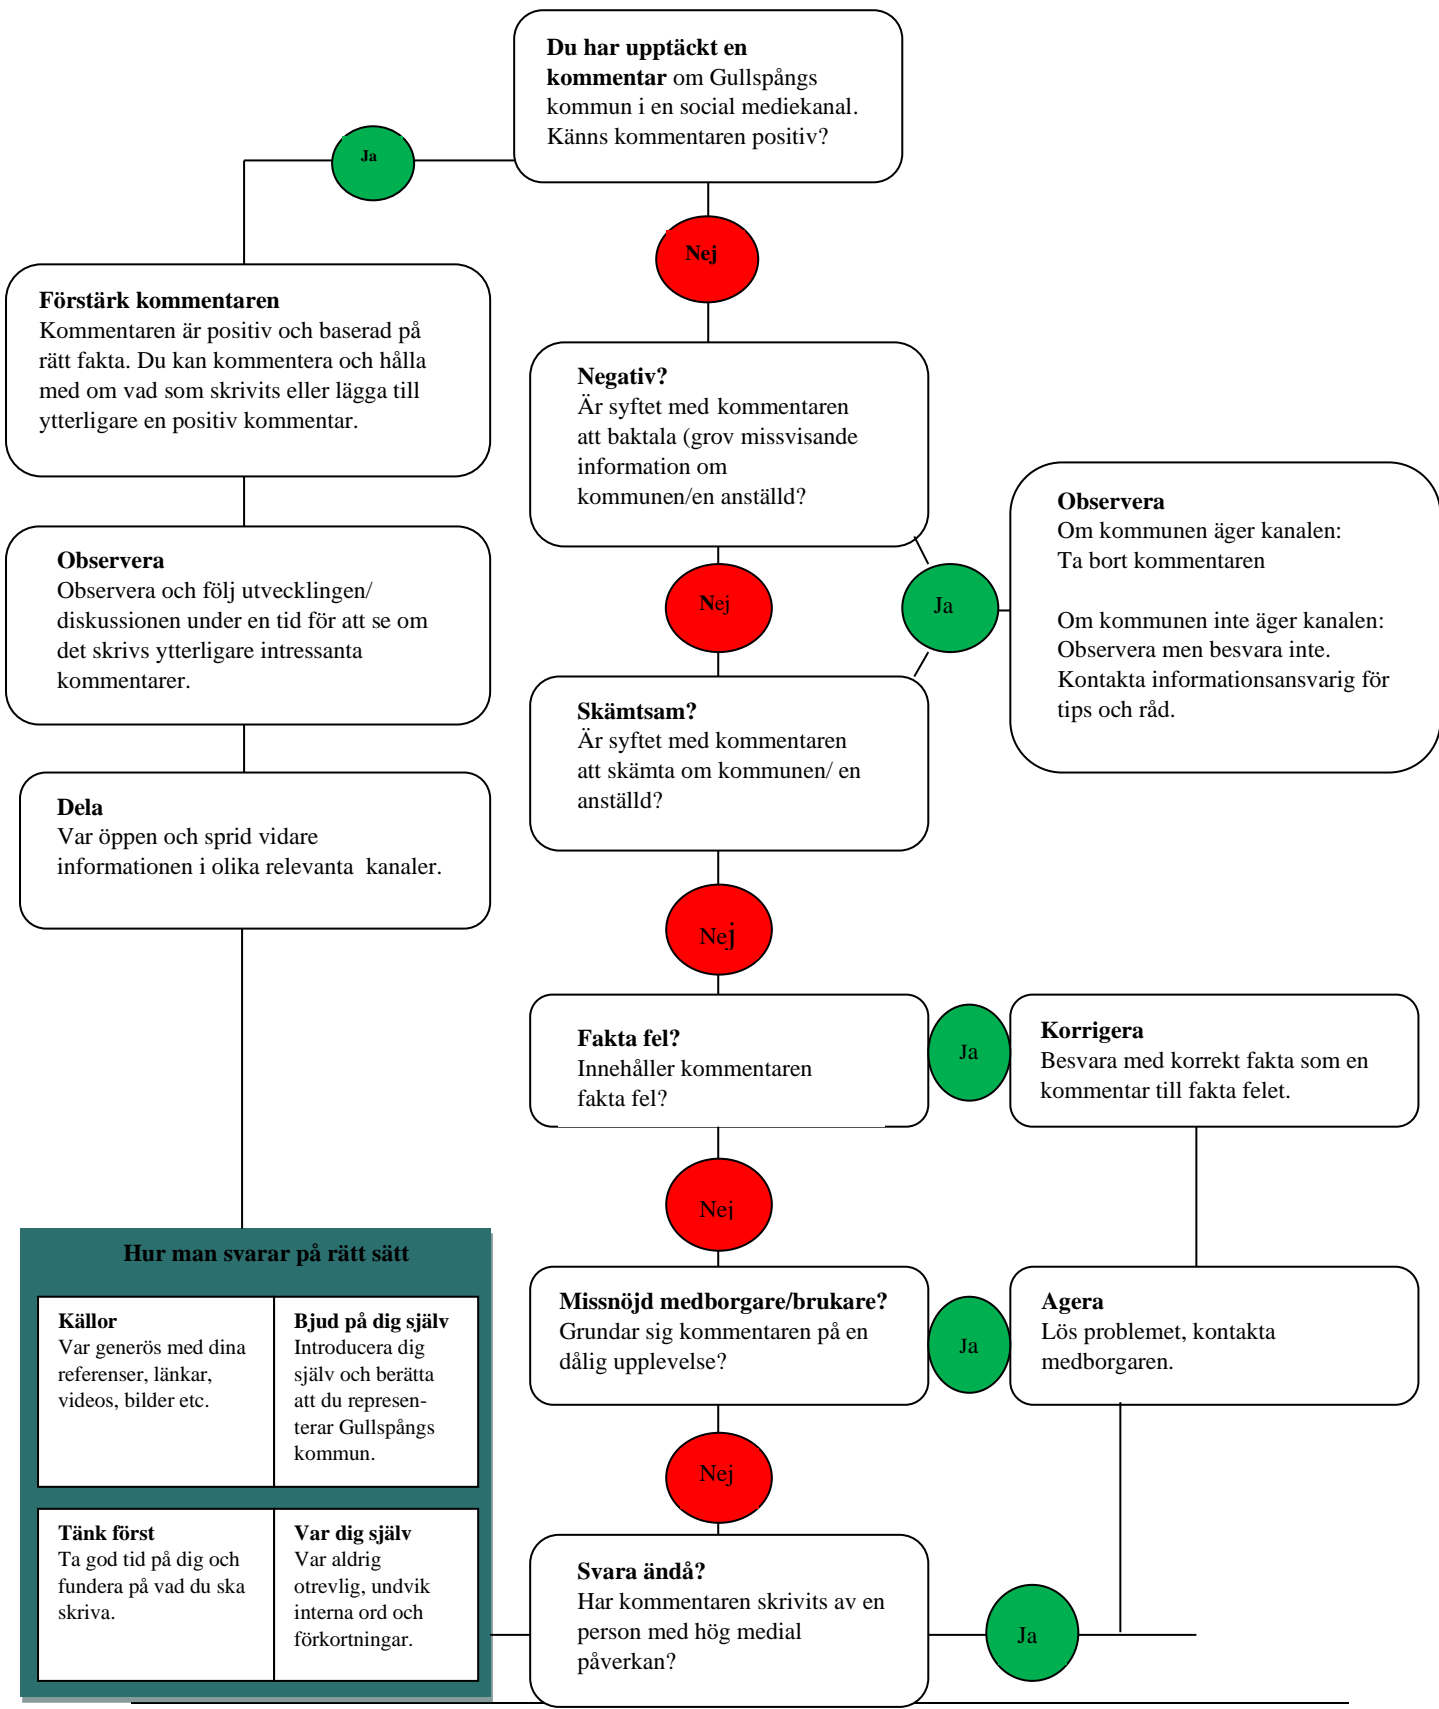 Du har upptäckt en
kommentar om Gullspångs
kommun i en social mediekanal.
Känns kommentaren positiv?
Ja
Nej
Förstärk kommentaren
Kommentaren är positiv och baserad på
rätt fakta. Du kan kommentera och hålla
med om vad som skrivits eller lägga till
ytterligare en positiv kommentar.
Negativ?
Är syftet med kommentaren
att baktala (grov missvisande
information om
kommunen/en anställd?
Observera
Om kommunen äger kanalen:
Ta bort kommentaren
Om kommunen inte äger kanalen:
Observera men besvara inte.
Kontakta informationsansvarig för
tips och råd.
Observera
Observera och följ utvecklingen/
diskussionen under en tid för att se om
det skrivs ytterligare intressanta
kommentarer.
Nej
Ja
Skämtsam?
Är syftet med kommentaren
att skämta om kommunen/ en
anställd?
Dela
Var öppen och sprid vidare
informationen i olika relevanta kanaler.
Nej
Fakta fel?
Innehåller kommentaren
fakta fel?
Ja
Korrigera
Besvara med korrekt fakta som en
kommentar till fakta felet.
Nej
Hur man svarar på rätt sätt
Källor
Var generös med dina
referenser, länkar,
videos, bilder etc.
Bjud på dig själv
Introducera dig
själv och berätta
att du represen-
terar Gullspångs
kommun.
Missnöjd medborgare/brukare?
Grundar sig kommentaren på en
dålig upplevelse?
Ja
Agera
Lös problemet, kontakta
medborgaren.
Nej
Tänk först
Ta god tid på dig och
fundera på vad du ska
skriva.
Var dig själv
Var aldrig
otrevlig, undvik
interna ord och
förkortningar.
Svara ändå?
Har kommentaren skrivits av en
person med hög medial
påverkan?
Ja